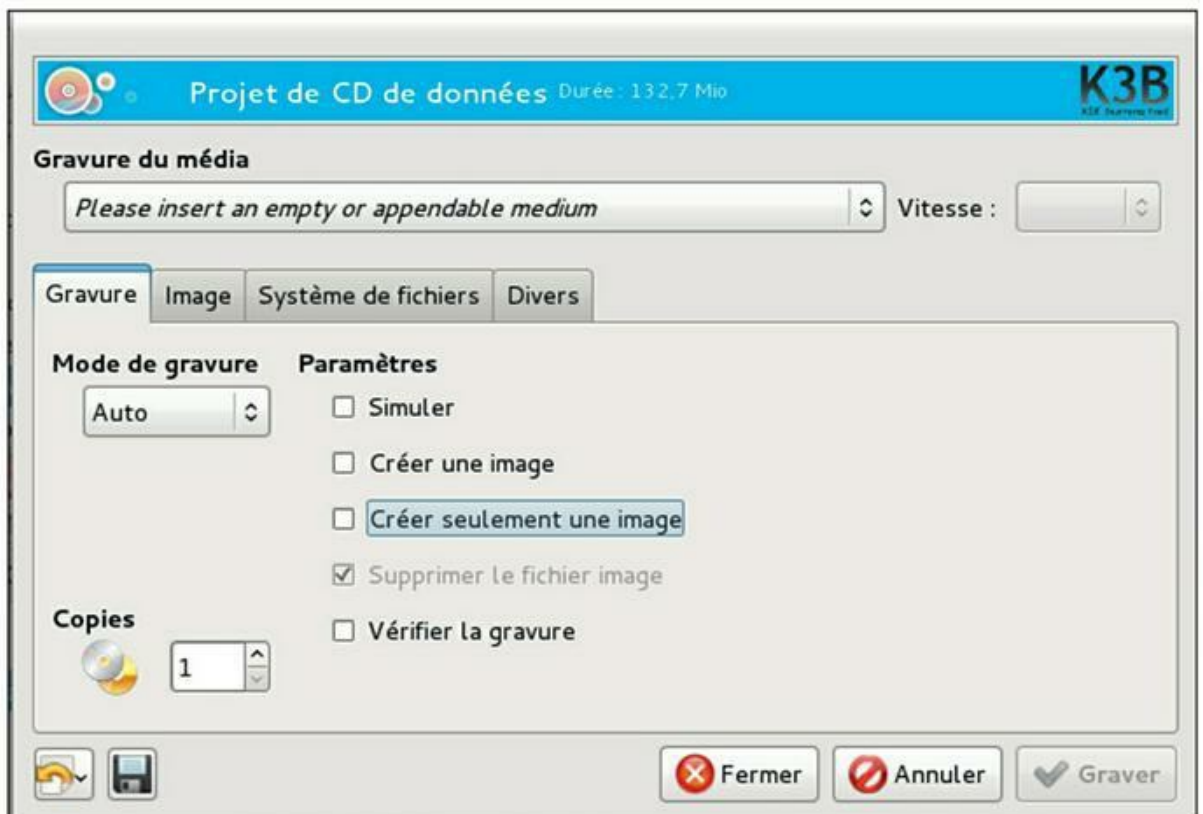 Projet de CD de données Durée : 132,7 Mio K3B
Gravure du média
Please insert an empty or appendable medium Vitesse :
Gravure Image Système de fichiers Divers
Mode de gravure Paramètres
Auto Simuler
Créer une image
Créer seulement une image
Supprimer le fichier image
Copies Vérifier la gravure
1
Fermer Annuler Graver